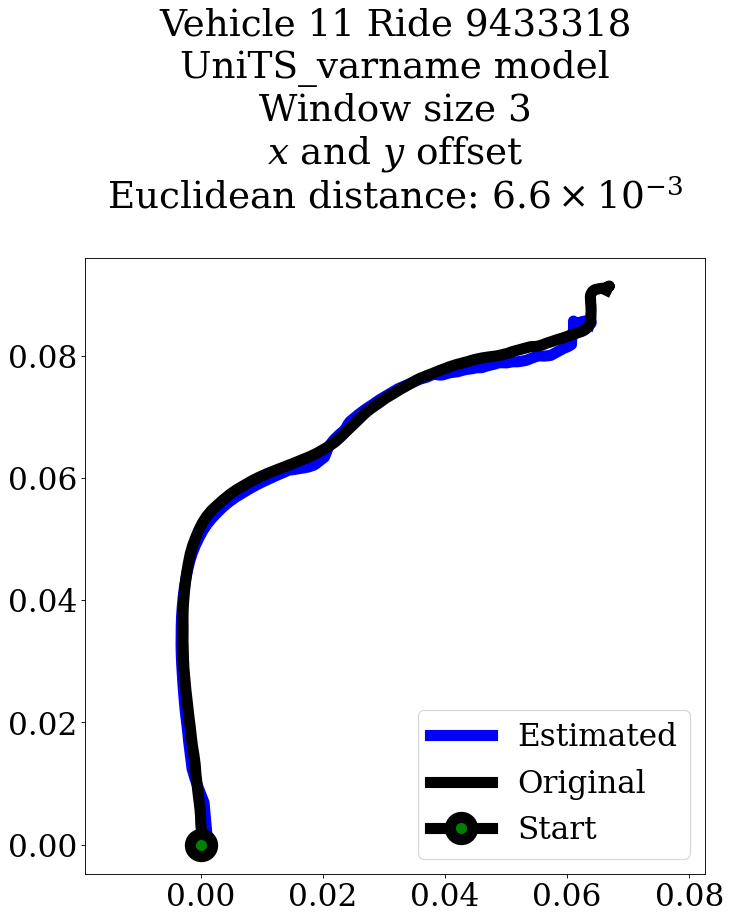 Vehicle 11 Ride 9433318
UniTS_varname model
Window size 3
x and y offset
Euclidean distance: 6.6 × 10⁻³
0.08
0.06
0.04
0.02
0.00
Estimated
Original
Start
0.00 0.02 0.04 0.06 0.08